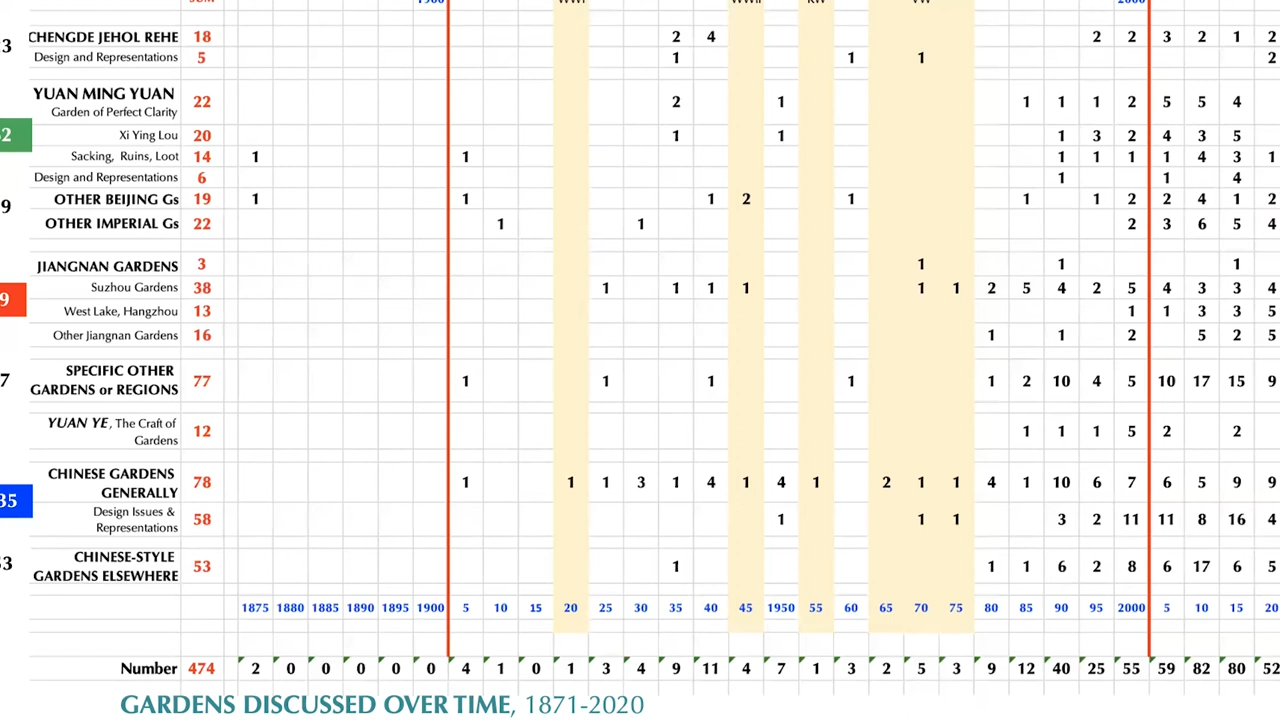 CHENGDE JEHOL REHE 18 2 4 2 2 3 2 1 2
3
Design and Representations 5 1 1 1 2
YUAN MING YUAN
Garden of Perfect Clarity
22 2 1 1 1 1 2 5 5 4
2 Xi Ying Lou 20 1 1 1 3 2 4 3 5
Sacking, Ruins, Loot 14 1 1 1 1 1 1 4 3 1
Design and Representations 6 1 1 4
OTHER BEIJING Gs 19 1 1 1 2 1 1 1 2 2 4 1 2
9
OTHER IMPERIAL Gs 22 1 1 2 3 6 5 4
JIANGNAN GARDENS 3 1 1 1
Suzhou Gardens 38 1 1 1 1 1 1 2 5 4 2 5 4 3 3 4
9
West Lake, Hangzhou 13 1 1 3 3 5
Other Jiangnan Gardens 16 1 1 2 5 2 5
7
SPECIFIC OTHER
GARDENS or REGIONS
77 1 1 1 1 1 2 10 4 5 10 17 15 9
YUAN YE, The Craft of
Gardens
12 1 1 1 5 2 2
CHINESE GARDENS
GENERALLY
78 1 1 1 3 1 4 1 4 1 2 1 1 4 1 10 6 7 6 5 9 9
35
Design Issues &
Representations
58 1 1 1 3 2 11 11 8 16 4
3
CHINESE-STYLE
GARDENS ELSEWHERE
53 1 1 1 6 2 8 6 17 6 5
1875 1880 1885 1890 1895 1900 5 10 15 20 25 30 35 40 45 1950 55 60 65 70 75 80 85 90 95 2000 5 10 15 20
Number 474 2 0 0 0 0 0 4 1 0 1 3 4 9 11 4 7 1 3 2 5 3 9 12 40 25 55 59 82 80 52
GARDENS DISCUSSED OVER TIME, 1871-2020